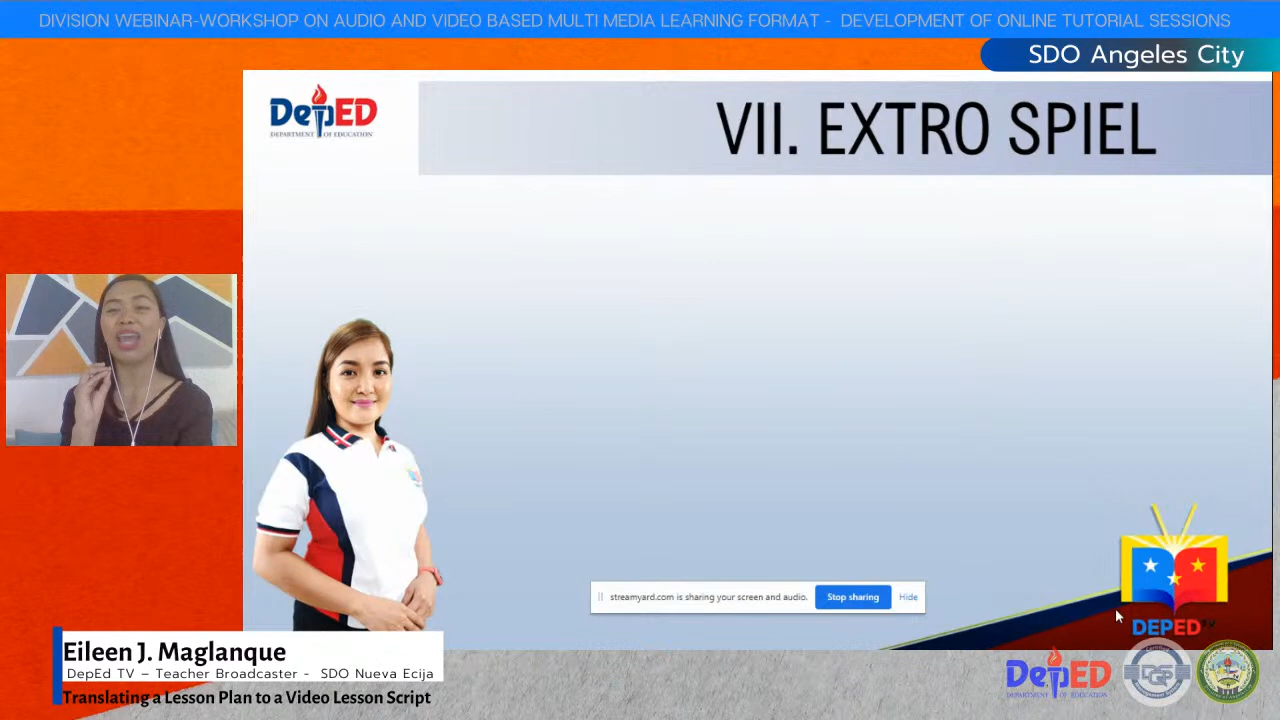 DIVISION WEBINAR-WORKSHOP ON AUDIO AND VIDEO BASED MULTI MEDIA LEARNING FORMAT - DEVELOPMENT OF ONLINE TUTORIAL SESSIONS
SDO Angeles City
DepED
DEPARTMENT OF EDUCATION
VII. EXTRO SPIEL
streamyard.com is sharing your screen and audio.
Stop sharing
Hide
DEPED TV
Eileen J. Maglanque
DepEd TV – Teacher Broadcaster - SDO Nueva Ecija
Translating a Lesson Plan to a Video Lesson Script
DepED
DEPARTMENT OF EDUCATION